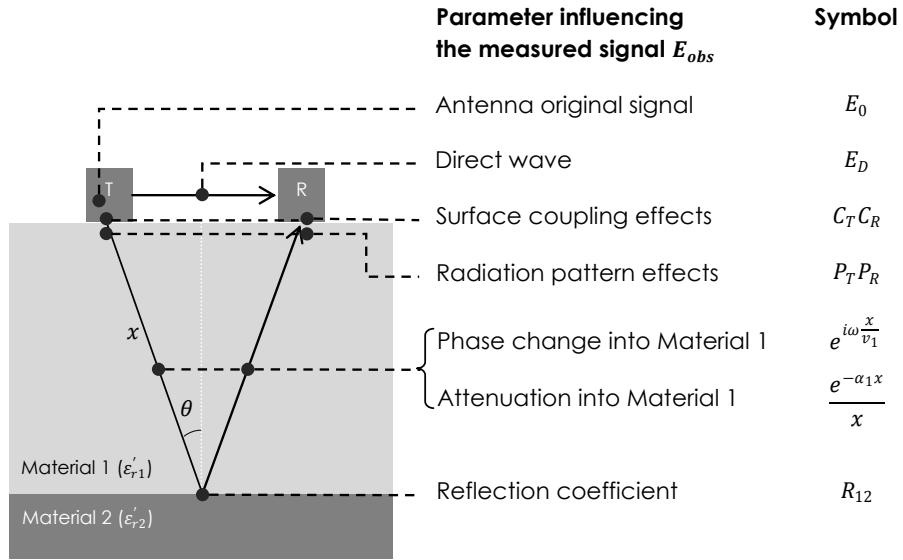 Parameter influencing
the measured signal E_obs
Symbol
Antenna original signal
E_0
Direct wave
E_D
T
R
Surface coupling effects
C_T C_R
Radiation pattern effects
P_T P_R
x
Phase change into Material 1
e^{iω x/v_1}
Attenuation into Material 1
e^{-α_1 x}/x
θ
Material 1 (ε'_{r1})
Reflection coefficient
R_12
Material 2 (ε'_{r2})